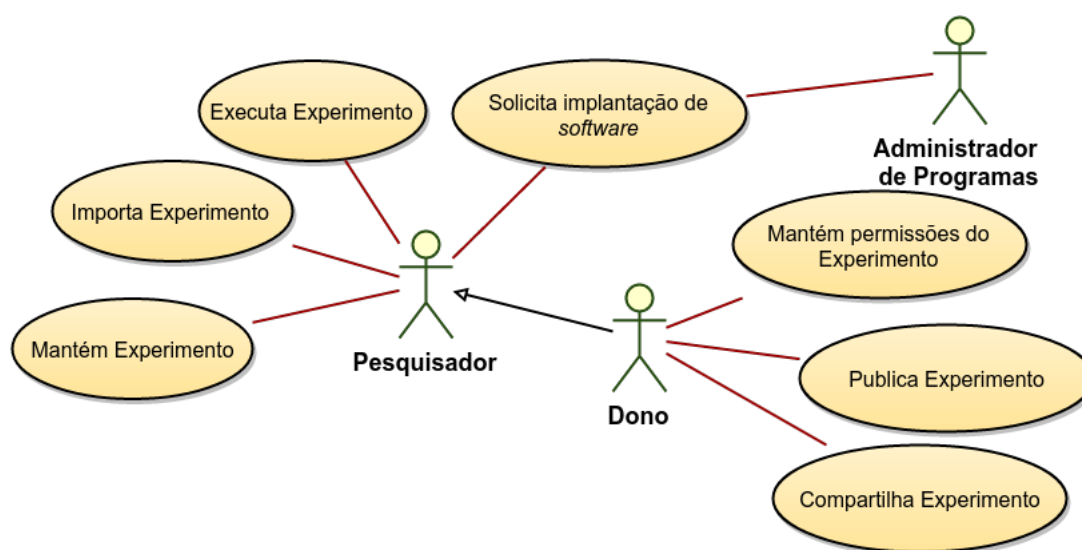 Executa Experimento
Solicita implantação de
software
Administrador
de Programas
Importa Experimento
Mantém permissões do
Experimento
Mantém Experimento
Pesquisador
Dono
Publica Experimento
Compartilha Experimento